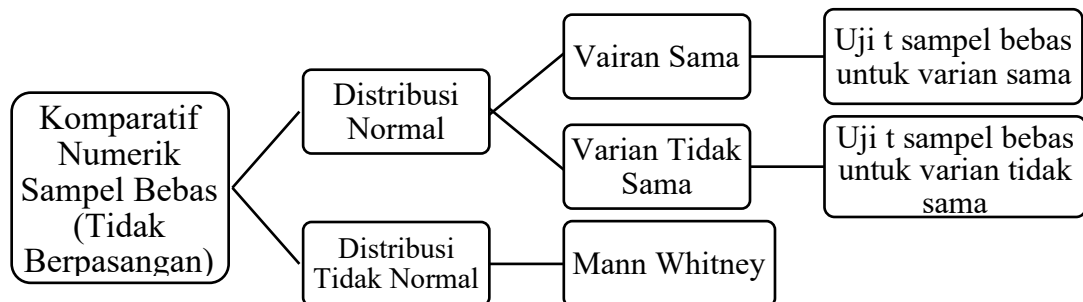 Komparatif
Numerik
Sampel Bebas
(Tidak
Berpasangan)
Distribusi
Normal
Vairan Sama
Uji t sampel bebas
untuk varian sama
Varian Tidak
Sama
Uji t sampel bebas
untuk varian tidak
sama
Distribusi
Tidak Normal
Mann Whitney